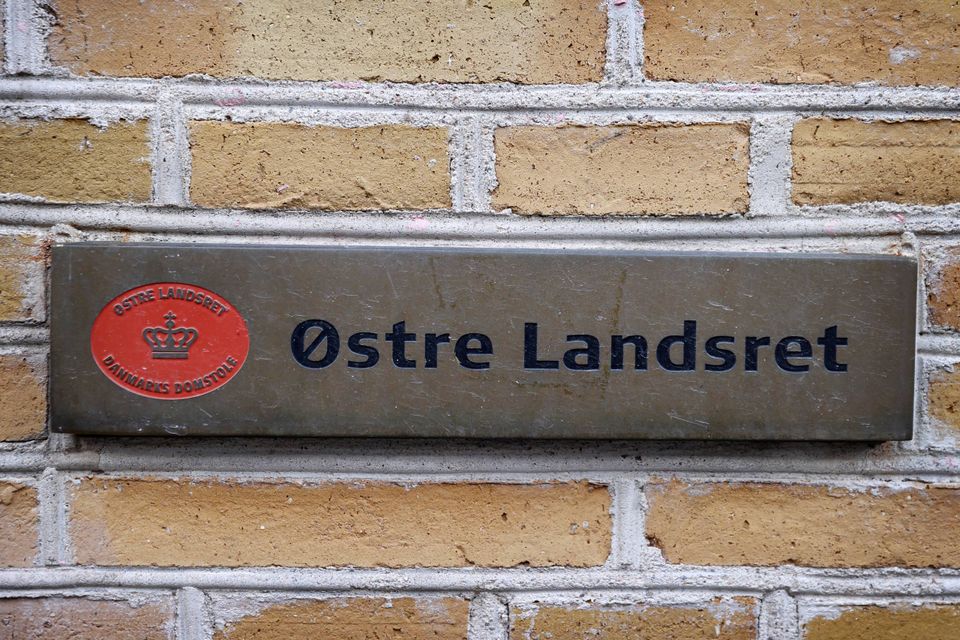 ØSTRE LANDSRET
DANMARKS DOMSTOLE
Østre Landsret